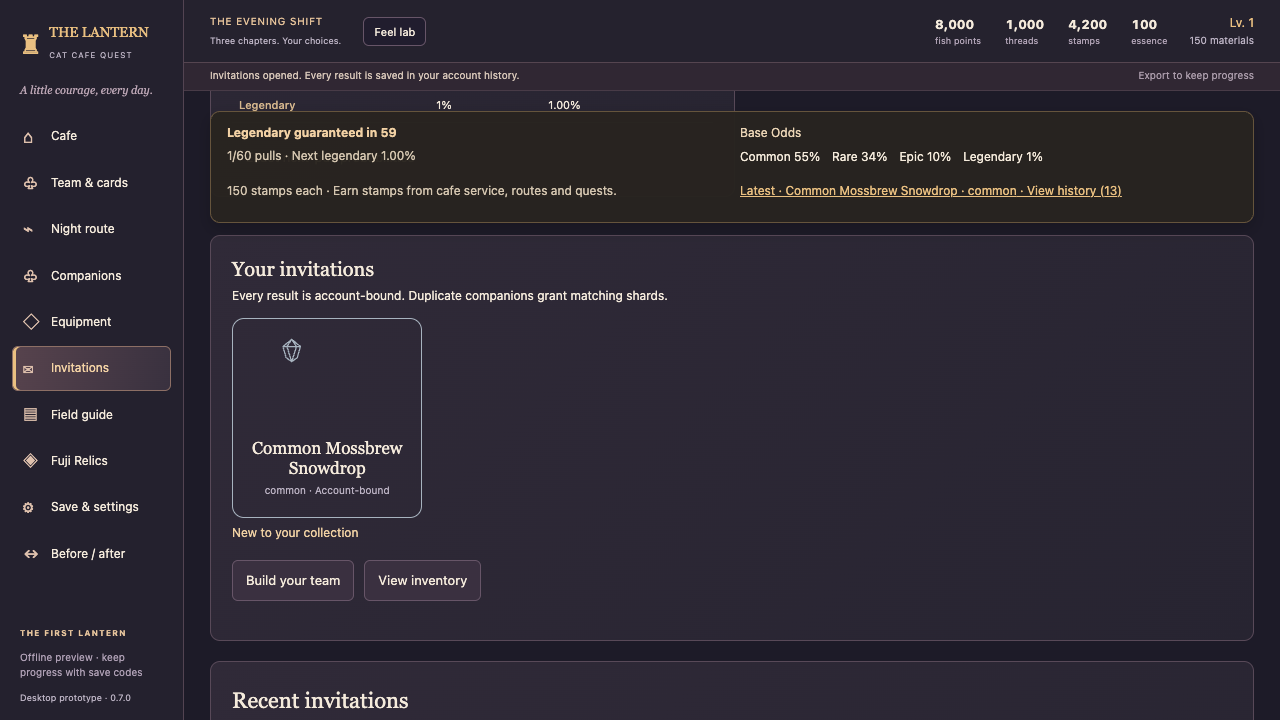 THE LANTERN
CAT CAFE QUEST
A little courage, every day.
Cafe
Team & cards
Night route
Companions
Equipment
Invitations
Field guide
Fuji Relics
Save & settings
Before / after
THE FIRST LANTERN
Offline preview · keep
progress with save codes
Desktop prototype · 0.7.0
THE EVENING SHIFT
Three chapters. Your choices.
Feel lab
8,000
fish points
1,000
threads
4,200
stamps
100
essence
Lv. 1
150 materials
Invitations opened. Every result is saved in your account history.
Export to keep progress
Legendary 1% 1.00%
Legendary guaranteed in 59
1/60 pulls · Next legendary 1.00%
150 stamps each · Earn stamps from cafe service, routes and quests.
Base Odds
Common 55% Rare 34% Epic 10% Legendary 1%
Latest · Common Mossbrew Snowdrop · common · View history (13)
Your invitations
Every result is account-bound. Duplicate companions grant matching shards.
Common Mossbrew
Snowdrop
common · Account-bound
New to your collection
Build your team
View inventory
Recent invitations